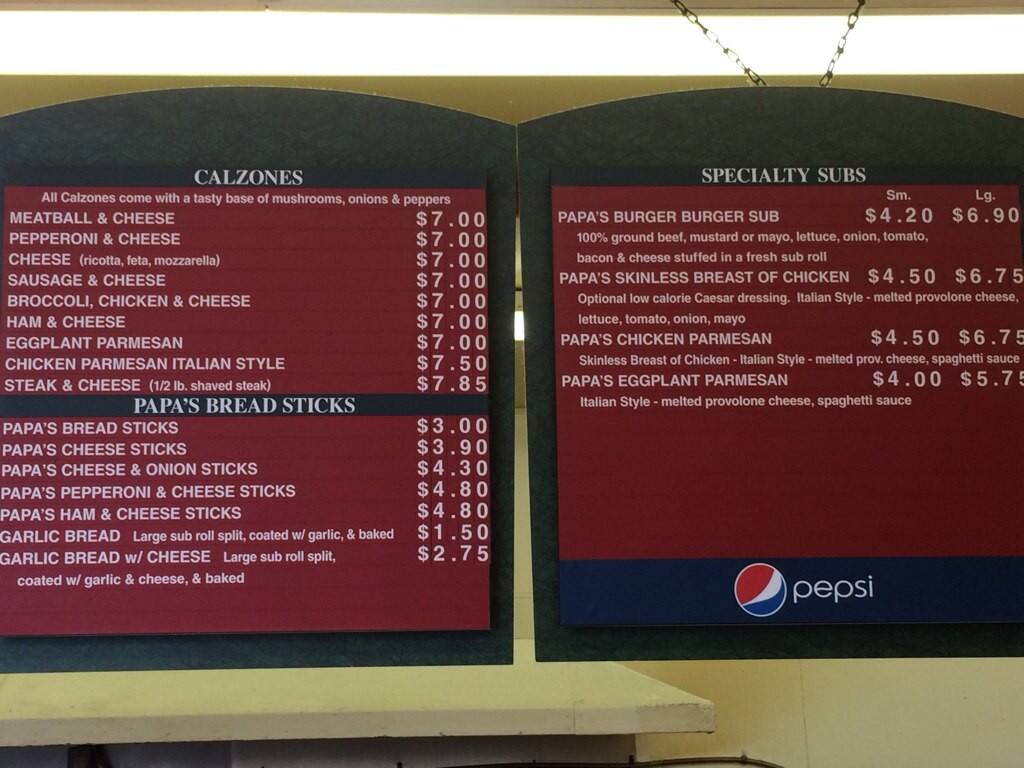 CALZONES
All Calzones come with a tasty base of mushrooms, onions & peppers
MEATBALL & CHEESE $7.00
PEPPERONI & CHEESE $7.00
CHEESE (ricotta, feta, mozzarella) $7.00
SAUSAGE & CHEESE $7.00
BROCCOLI, CHICKEN & CHEESE $7.00
HAM & CHEESE $7.00
EGGPLANT PARMESAN $7.00
CHICKEN PARMESAN ITALIAN STYLE $7.50
STEAK & CHEESE (1/2 lb. shaved steak) $7.85
PAPA'S BREAD STICKS
PAPA'S BREAD STICKS $3.00
PAPA'S CHEESE STICKS $3.90
PAPA'S CHEESE & ONION STICKS $4.30
PAPA'S PEPPERONI & CHEESE STICKS $4.80
PAPA'S HAM & CHEESE STICKS $4.80
GARLIC BREAD Large sub roll split, coated w/ garlic, & baked $1.50
GARLIC BREAD w/ CHEESE Large sub roll split, $2.75
coated w/ garlic & cheese, & baked
SPECIALTY SUBS
Sm. Lg.
PAPA'S BURGER BURGER SUB $4.20 $6.90
100% ground beef, mustard or mayo, lettuce, onion, tomato,
bacon & cheese stuffed in a fresh sub roll
PAPA'S SKINLESS BREAST OF CHICKEN $4.50 $6.75
Optional low calorie Caesar dressing. Italian Style - melted provolone cheese,
lettuce, tomato, onion, mayo
PAPA'S CHICKEN PARMESAN $4.50 $6.75
Skinless Breast of Chicken - Italian Style - melted prov. cheese, spaghetti sauce
PAPA'S EGGPLANT PARMESAN $4.00 $5.75
Italian Style - melted provolone cheese, spaghetti sauce
pepsi